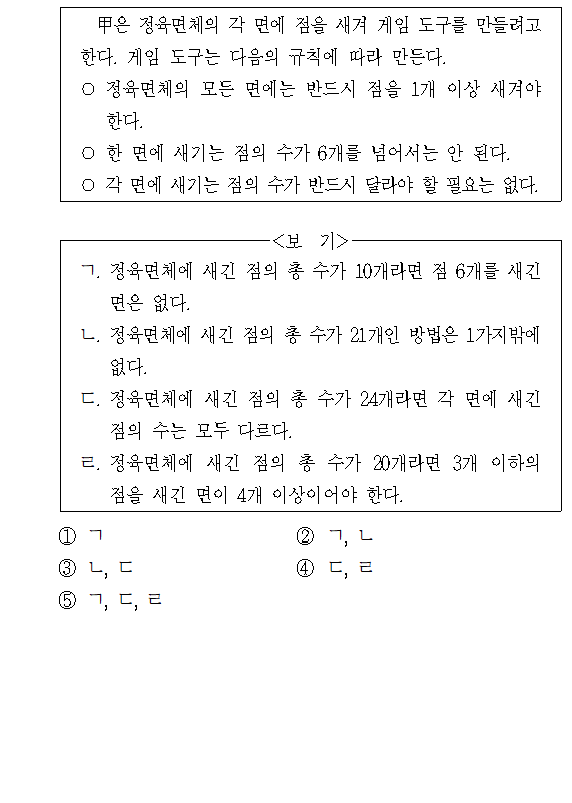 甲은 정육면체의 각 면에 점을 새겨 게임 도구를 만들려고
한다. 게임 도구는 다음의 규칙에 따라 만든다.
○ 정육면체의 모든 면에는 반드시 점을 1개 이상 새겨야
한다.
○ 한 면에 새기는 점의 수가 6개를 넘어서는 안 된다.
○ 각 면에 새기는 점의 수가 반드시 달라야 할 필요는 없다.
<보 기>
ㄱ. 정육면체에 새긴 점의 총 수가 10개라면 점 6개를 새긴
면은 없다.
ㄴ. 정육면체에 새긴 점의 총 수가 21개인 방법은 1가지밖에
없다.
ㄷ. 정육면체에 새긴 점의 총 수가 24개라면 각 면에 새긴
점의 수는 모두 다르다.
ㄹ. 정육면체에 새긴 점의 총 수가 20개라면 3개 이하의
점을 새긴 면이 4개 이상이어야 한다.
① ㄱ ② ㄱ, ㄴ
③ ㄴ, ㄷ ④ ㄷ, ㄹ
⑤ ㄱ, ㄷ, ㄹ